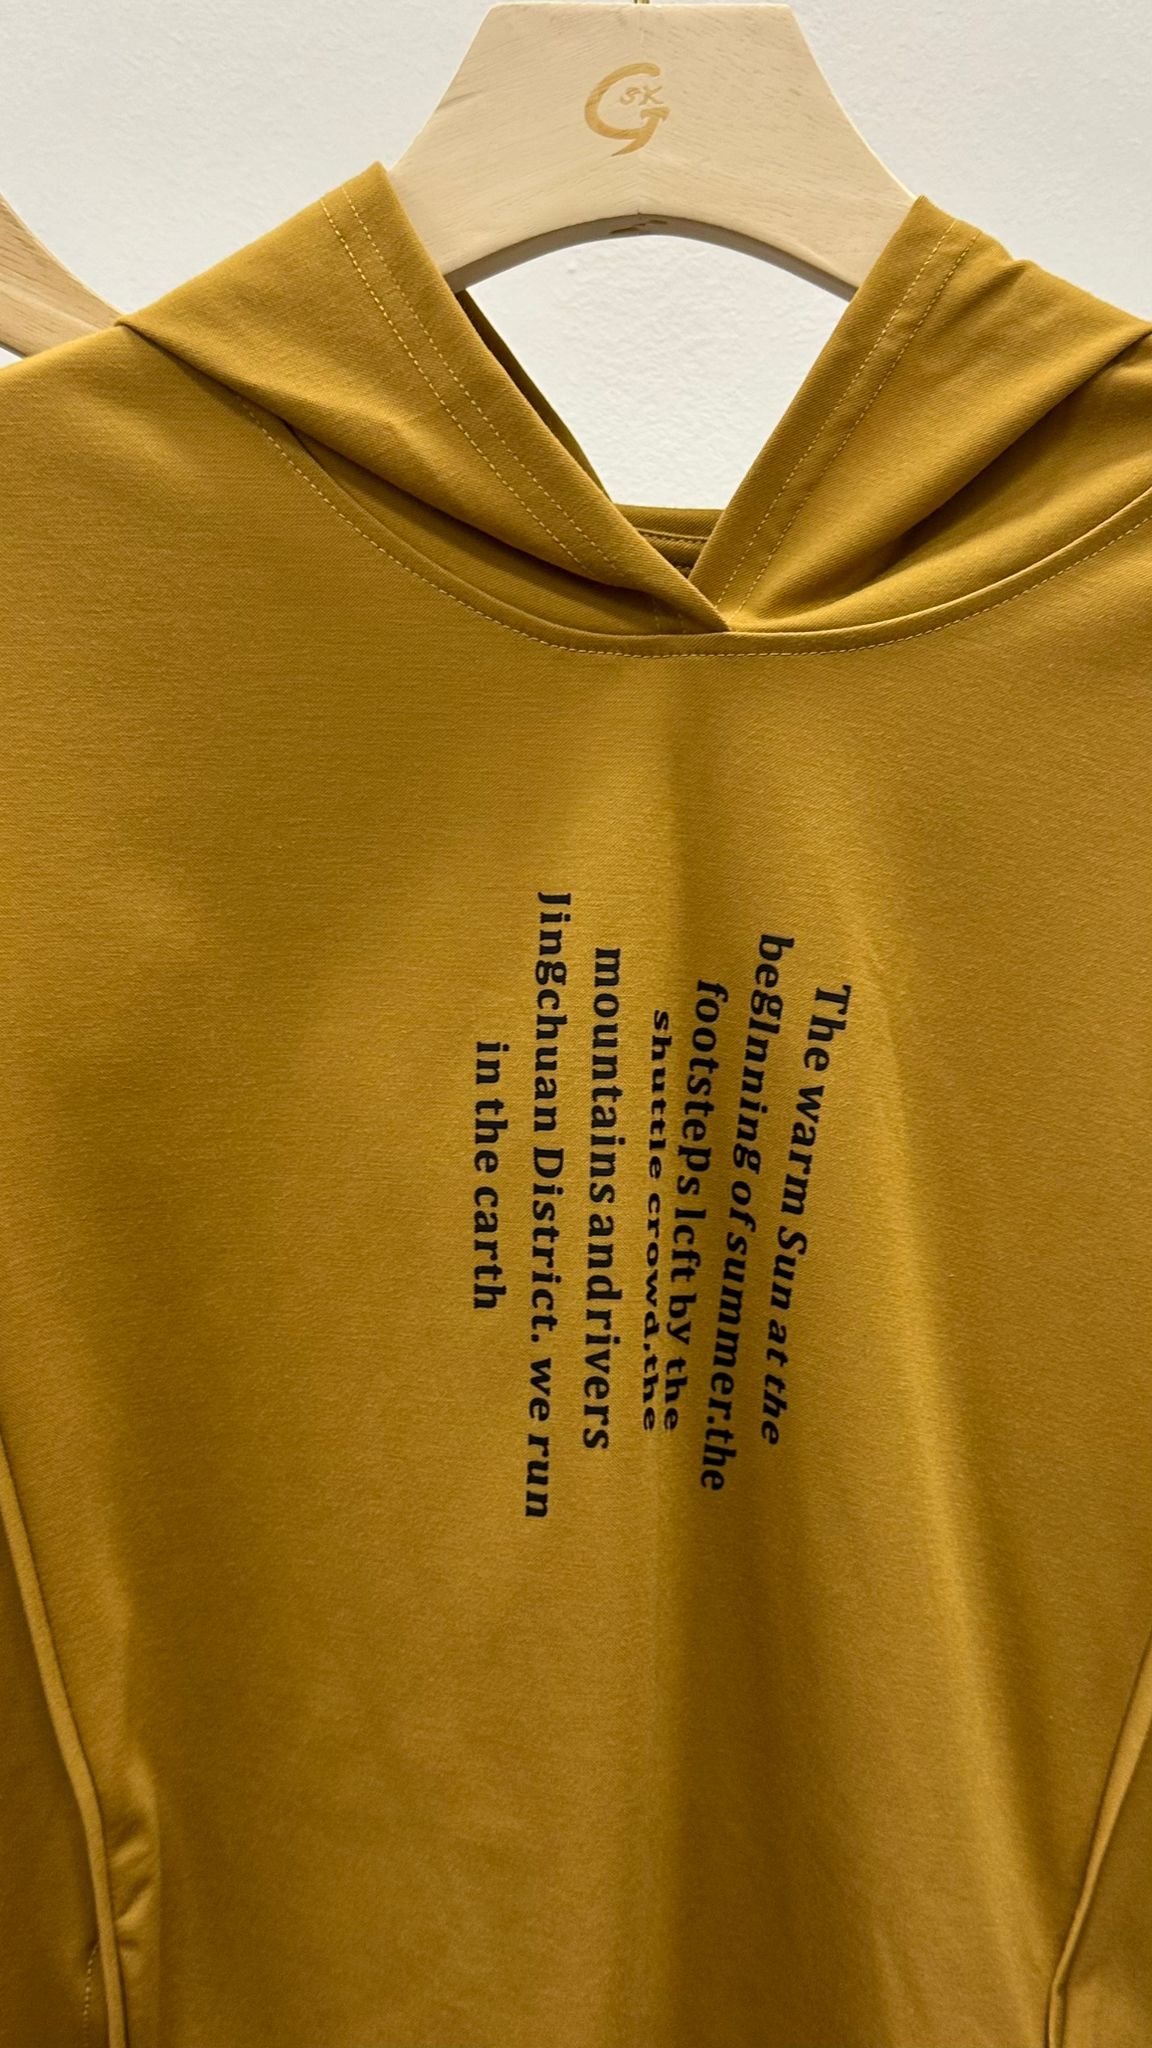 SK
The warm Sun at the
begInning of summer.the
footsteps lcft by the
shuttle crowd,the
mountains and rivers
Jingchuan District. we run
in the carth